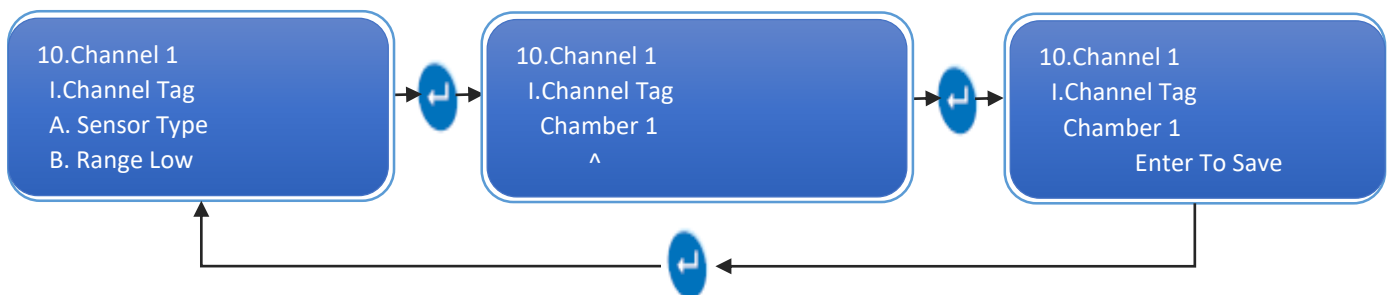 10.Channel 1
I.Channel Tag
A. Sensor Type
B. Range Low
10.Channel 1
I.Channel Tag
Chamber 1
^
10.Channel 1
I.Channel Tag
Chamber 1
Enter To Save